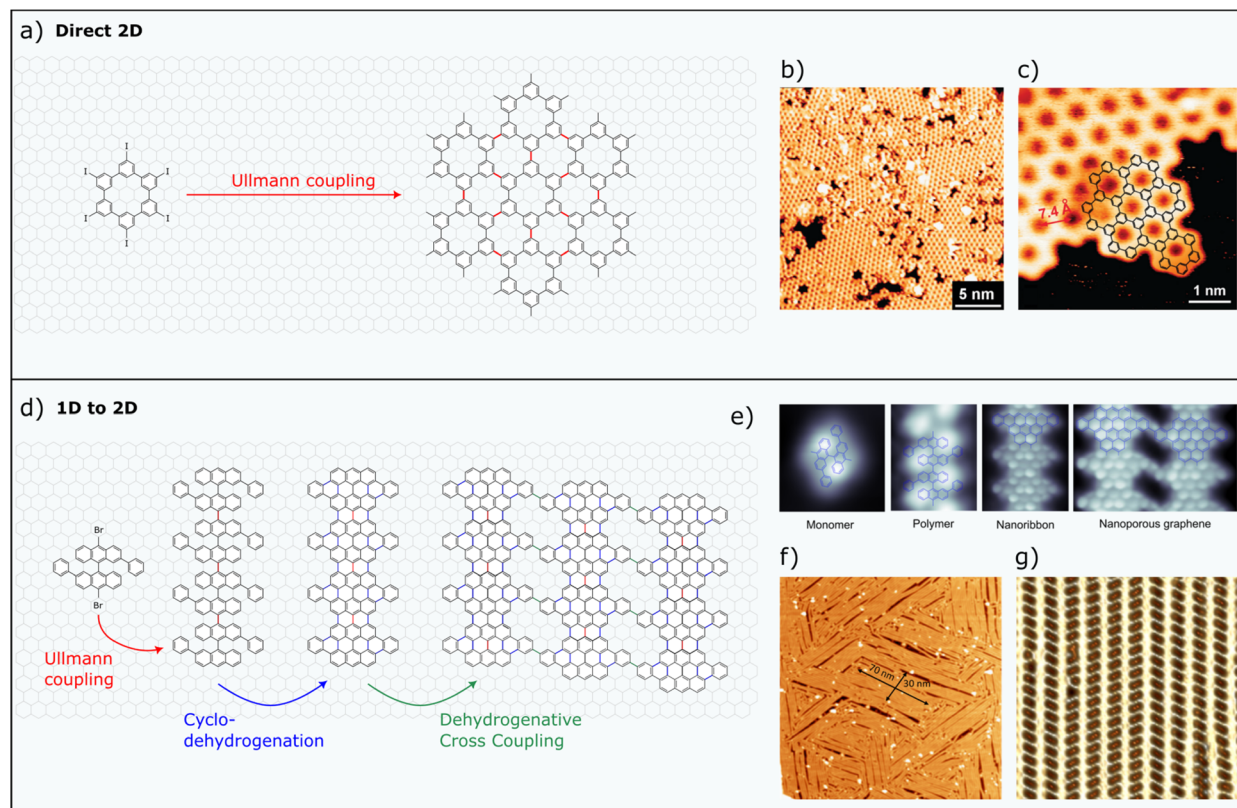 a) Direct 2D
I
I
I
I
I
I
Ullmann coupling
b)
5 nm
c)
7.4 Å
1 nm
d) 1D to 2D
Br
Br
Ullmann
coupling
Cyclo-
dehydrogenation
Dehydrogenative
Cross Coupling
e)
Monomer
Polymer
Nanoribbon
Nanoporous graphene
f)
70 nm
30 nm
g)